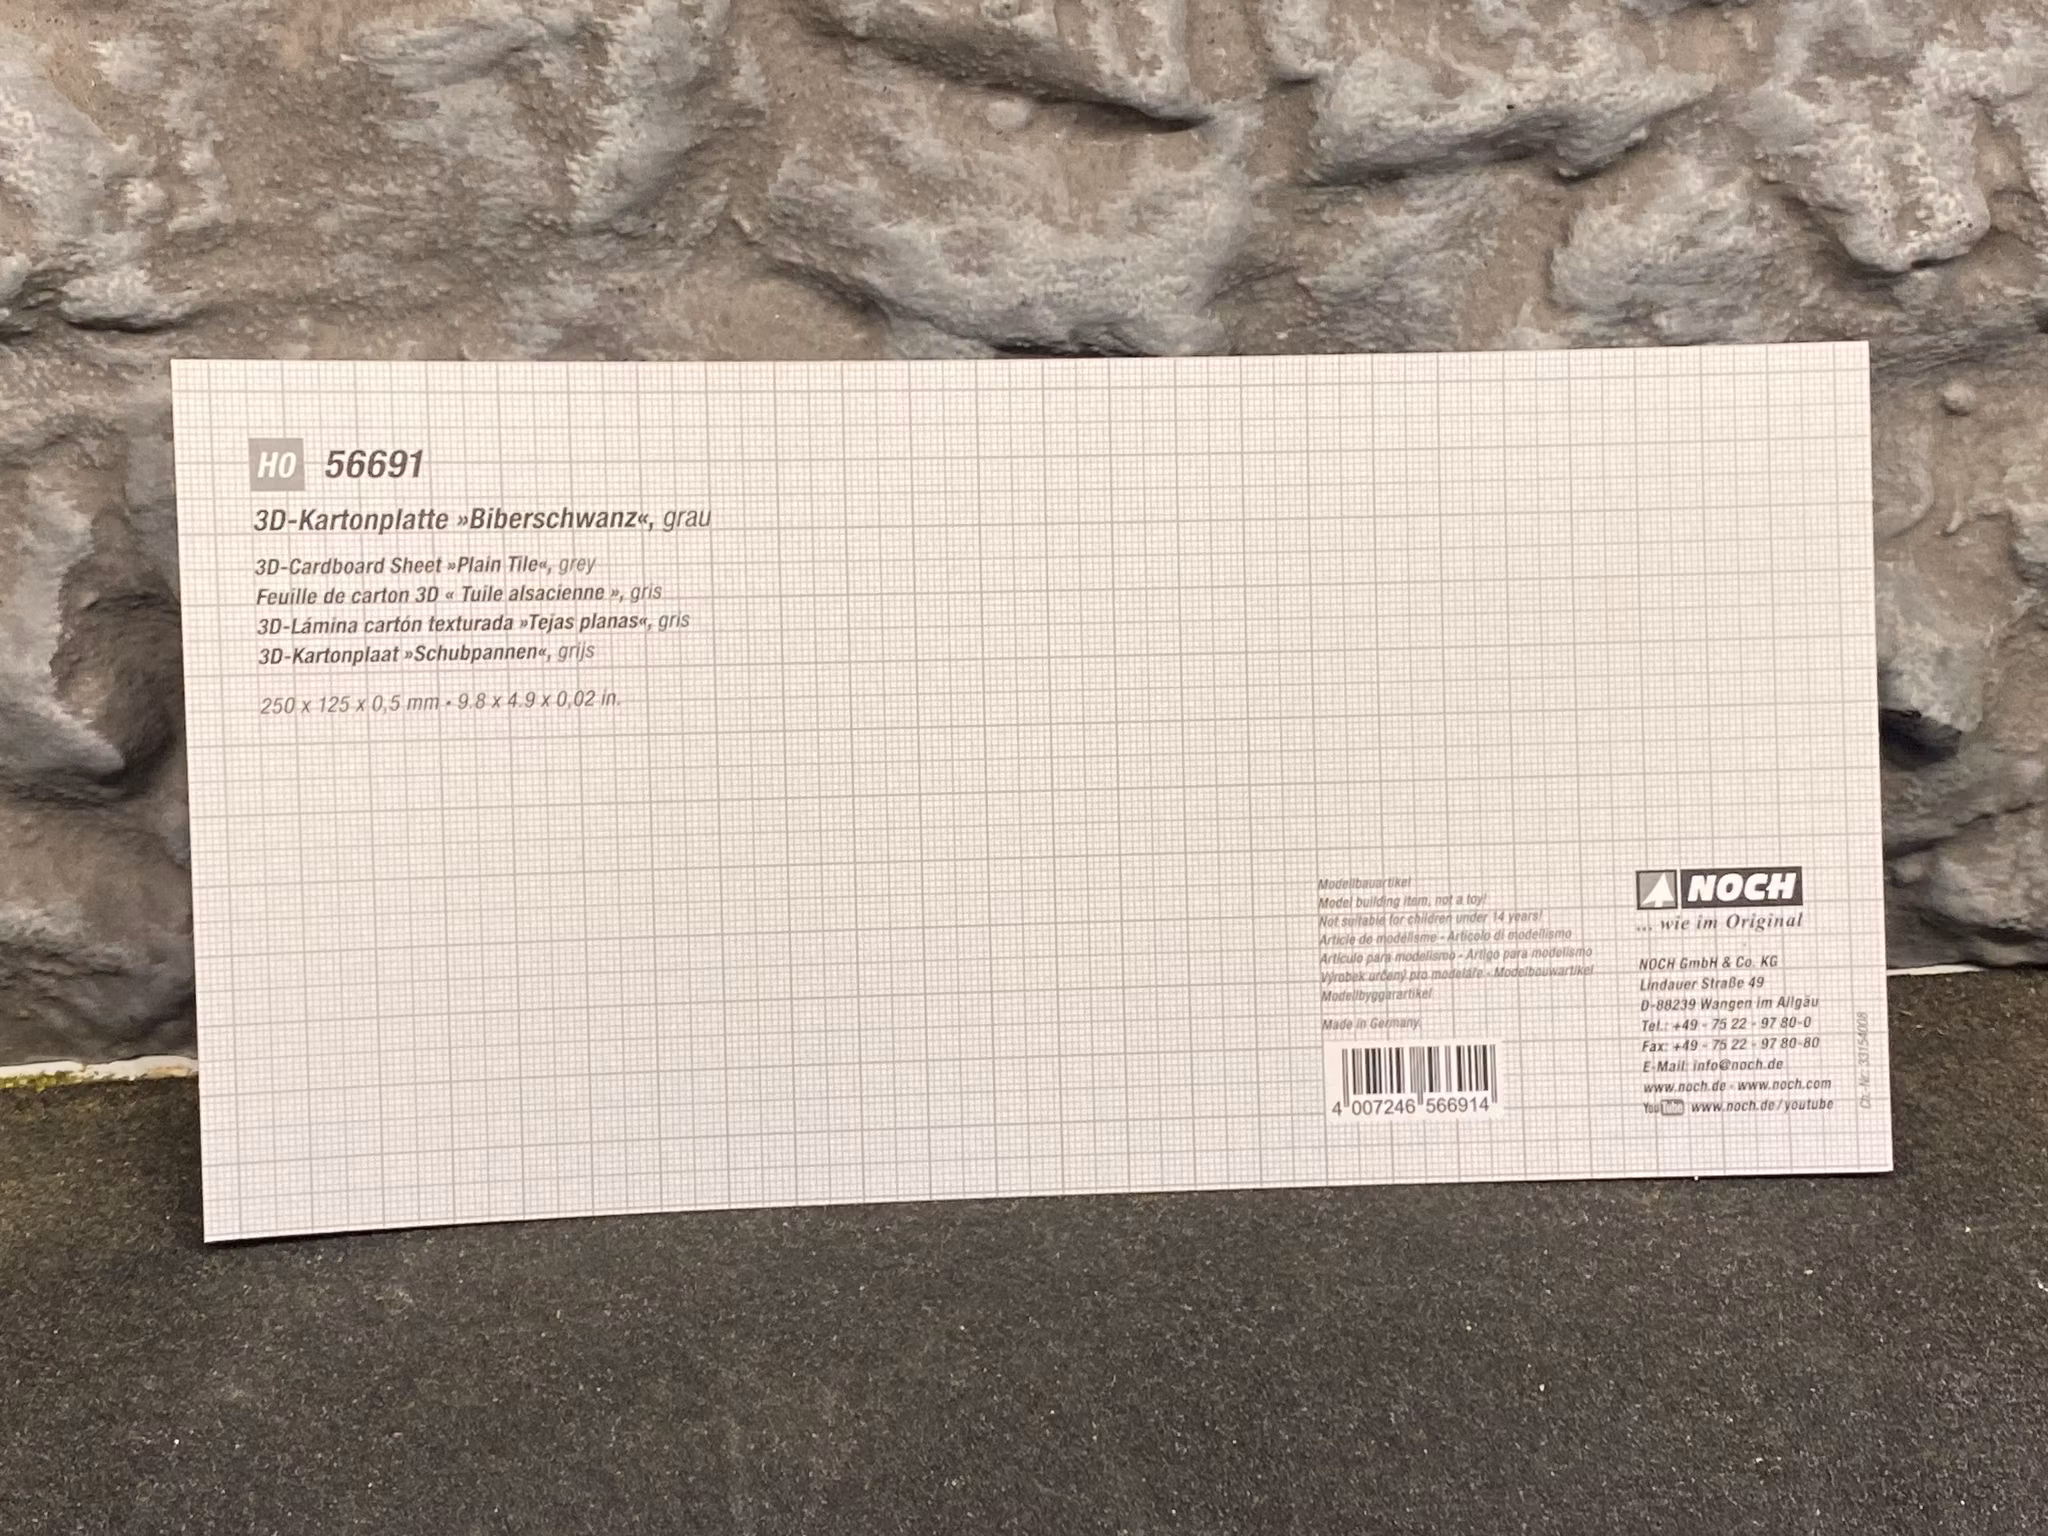 H0 56691
3D-Kartonplatte »Biberschwanz«, grau
3D-Cardboard Sheet »Plain Tile«, grey
Feuille de carton 3D « Tuile alsacienne », gris
3D-Lámina cartón texturada »Tejas planas«, gris
3D-Kartonplaat »Schubpannen«, grijs
250 x 125 x 0,5 mm • 9.8 x 4.9 x 0,02 in.
Modellbauartikel
Model building item, not a toy!
Not suitable for children under 14 years!
Article de modélisme - Articolo di modellismo
Artículo para modelismo - Artigo para modelismo
Výrobek určený pro modeláře - Modelbouwartikel
Modellbyggarartikel
Made in Germany.
4 007246 566914
NOCH
... wie im Original
NOCH GmbH & Co. KG
Lindauer Straße 49
D-88239 Wangen im Allgäu
Tel.: +49 - 75 22 - 97 80-0
Fax: +49 - 75 22 - 97 80-80
E-Mail: info@noch.de
www.noch.de - www.noch.com
YouTube www.noch.de/youtube
Ch.-Nr. 33154008